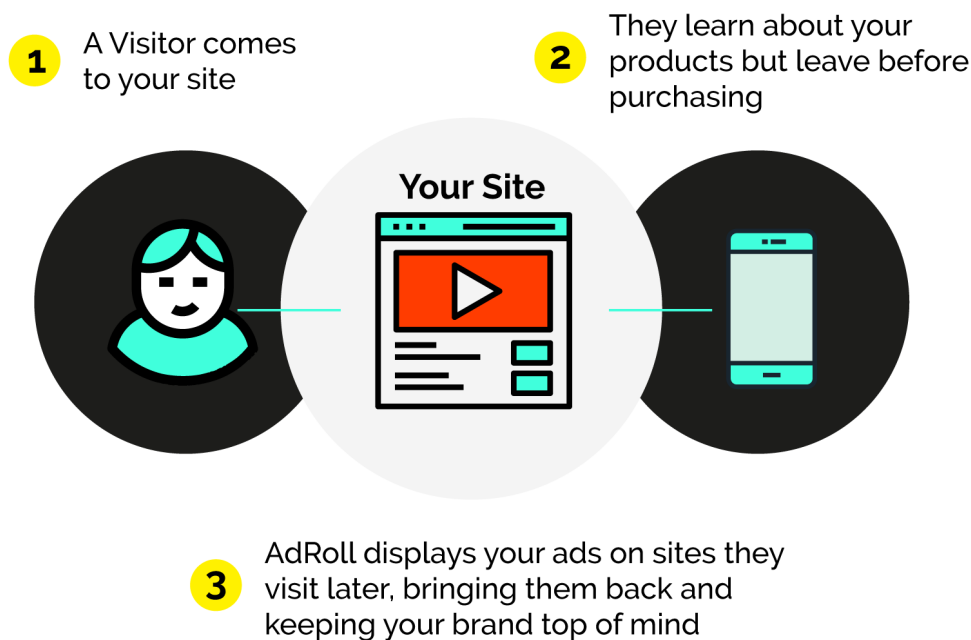 1
A Visitor comes
to your site
2
They learn about your
products but leave before
purchasing
Your Site
3
AdRoll displays your ads on sites they
visit later, bringing them back and
keeping your brand top of mind